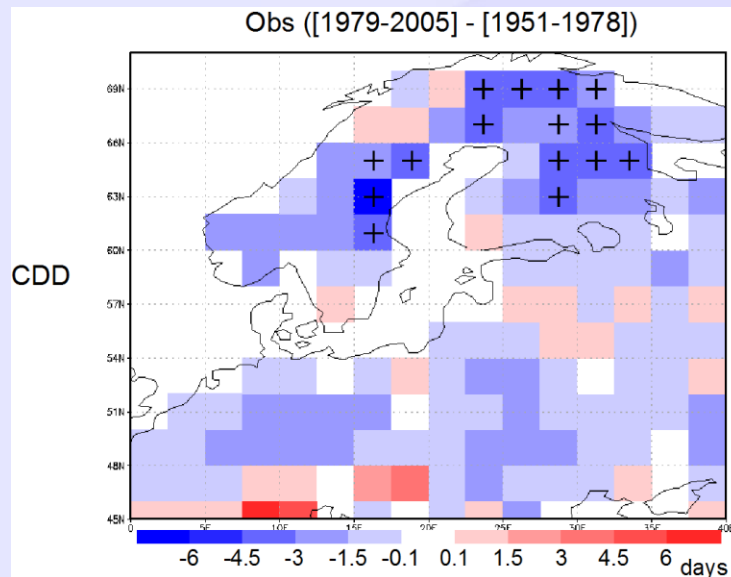 Obs ([1979-2005] - [1951-1978])
69N
66N
63N
60N
CDD
57N
54N
51N
48N
45N
0 5E 10E 15E 20E 25E 30E 35E 40E
-6 -4.5 -3 -1.5 -0.1 0.1 1.5 3 4.5 6 days